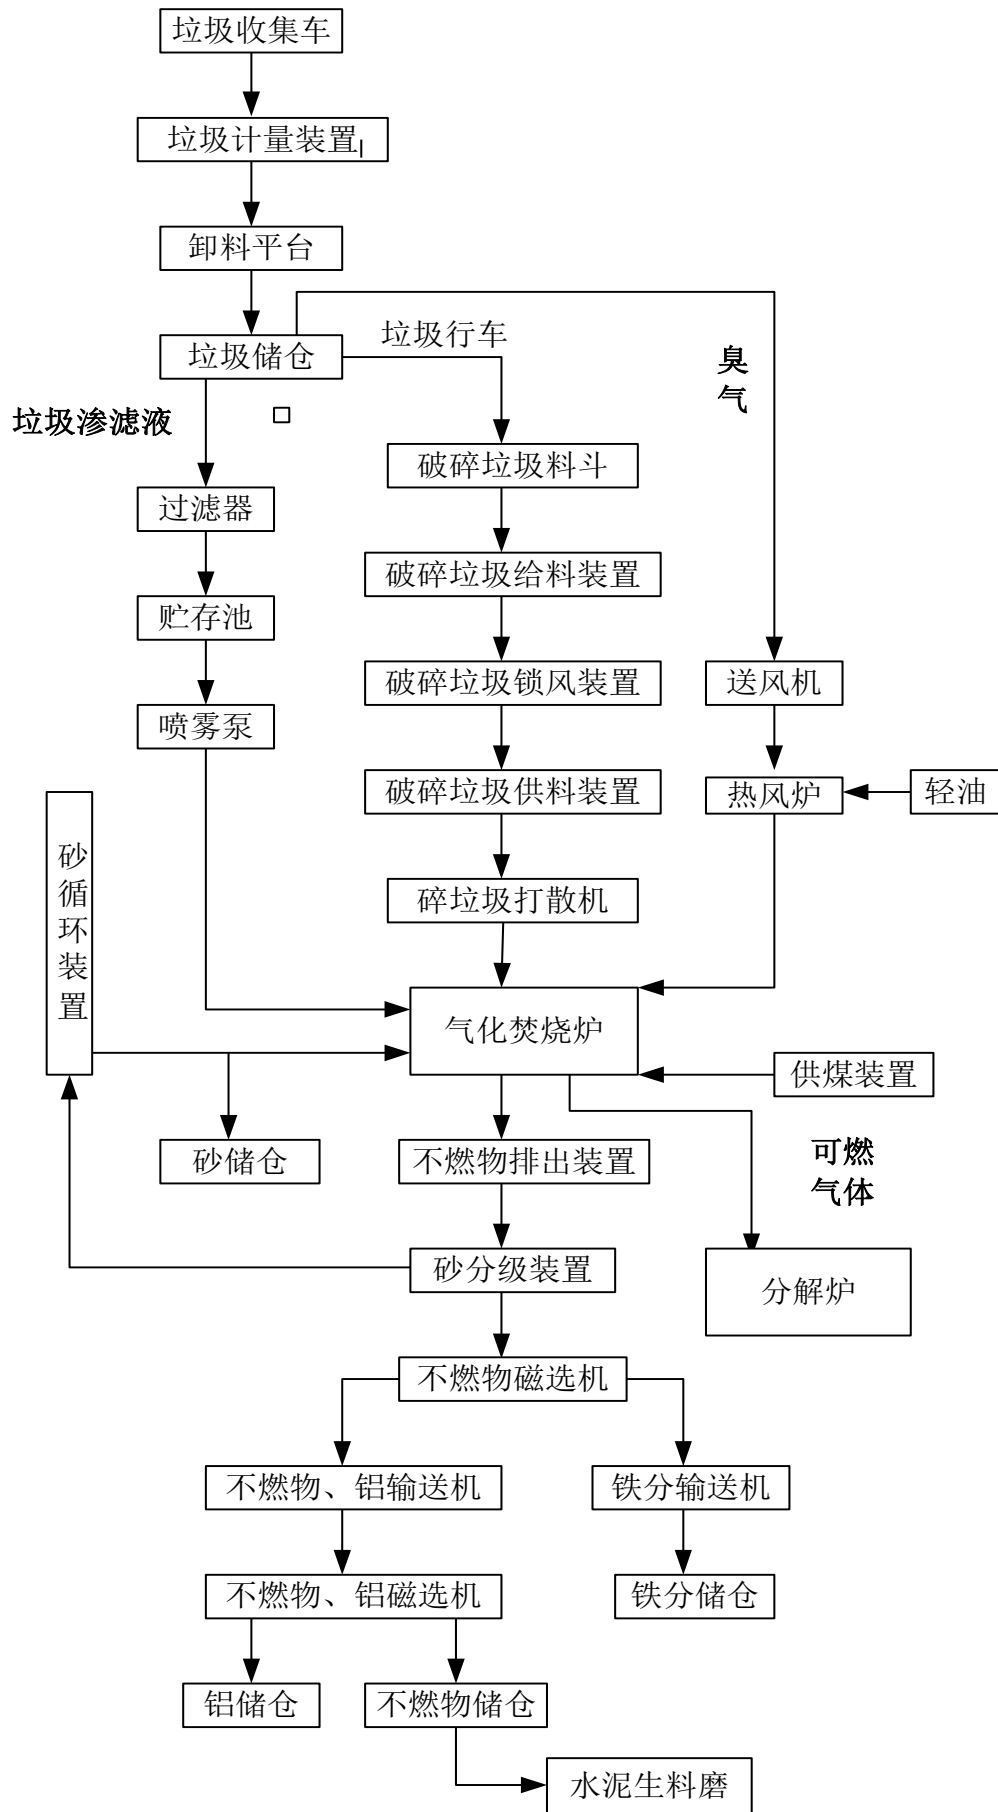 垃圾收集车
垃圾计量装置
卸料平台
垃圾储仓
垃圾行车
臭
气
垃圾渗滤液
破碎垃圾料斗
过滤器
破碎垃圾给料装置
贮存池
破碎垃圾锁风装置
送风机
喷雾泵
破碎垃圾供料装置
热风炉
轻油
砂
循
环
装
置
碎垃圾打散机
气化焚烧炉
供煤装置
砂储仓
不燃物排出装置
可燃
气体
砂分级装置
分解炉
不燃物磁选机
不燃物、铝输送机
铁分输送机
不燃物、铝磁选机
铁分储仓
铝储仓
不燃物储仓
水泥生料磨